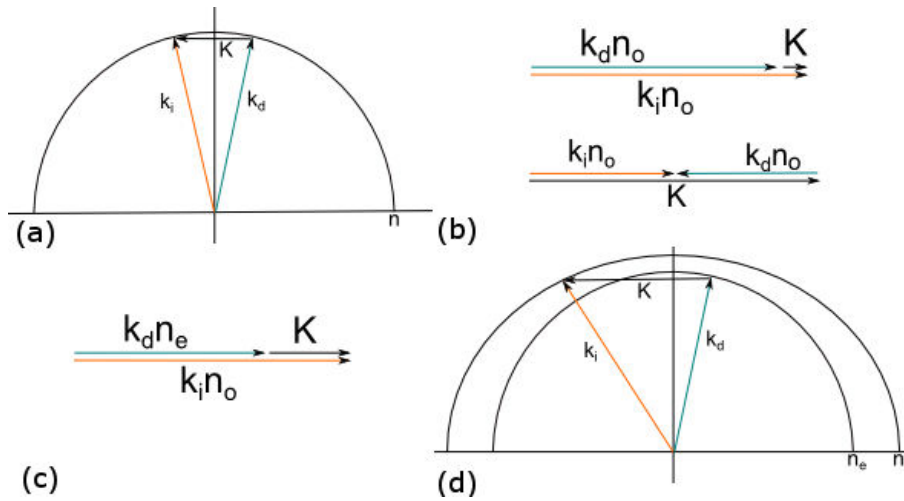 K
k_i
k_d
n
(a)
k_dn_o
K
k_in_o
k_in_o
k_dn_o
K
(b)
k_dn_e
K
k_in_o
(c)
K
k_i
k_d
n_e
n
(d)